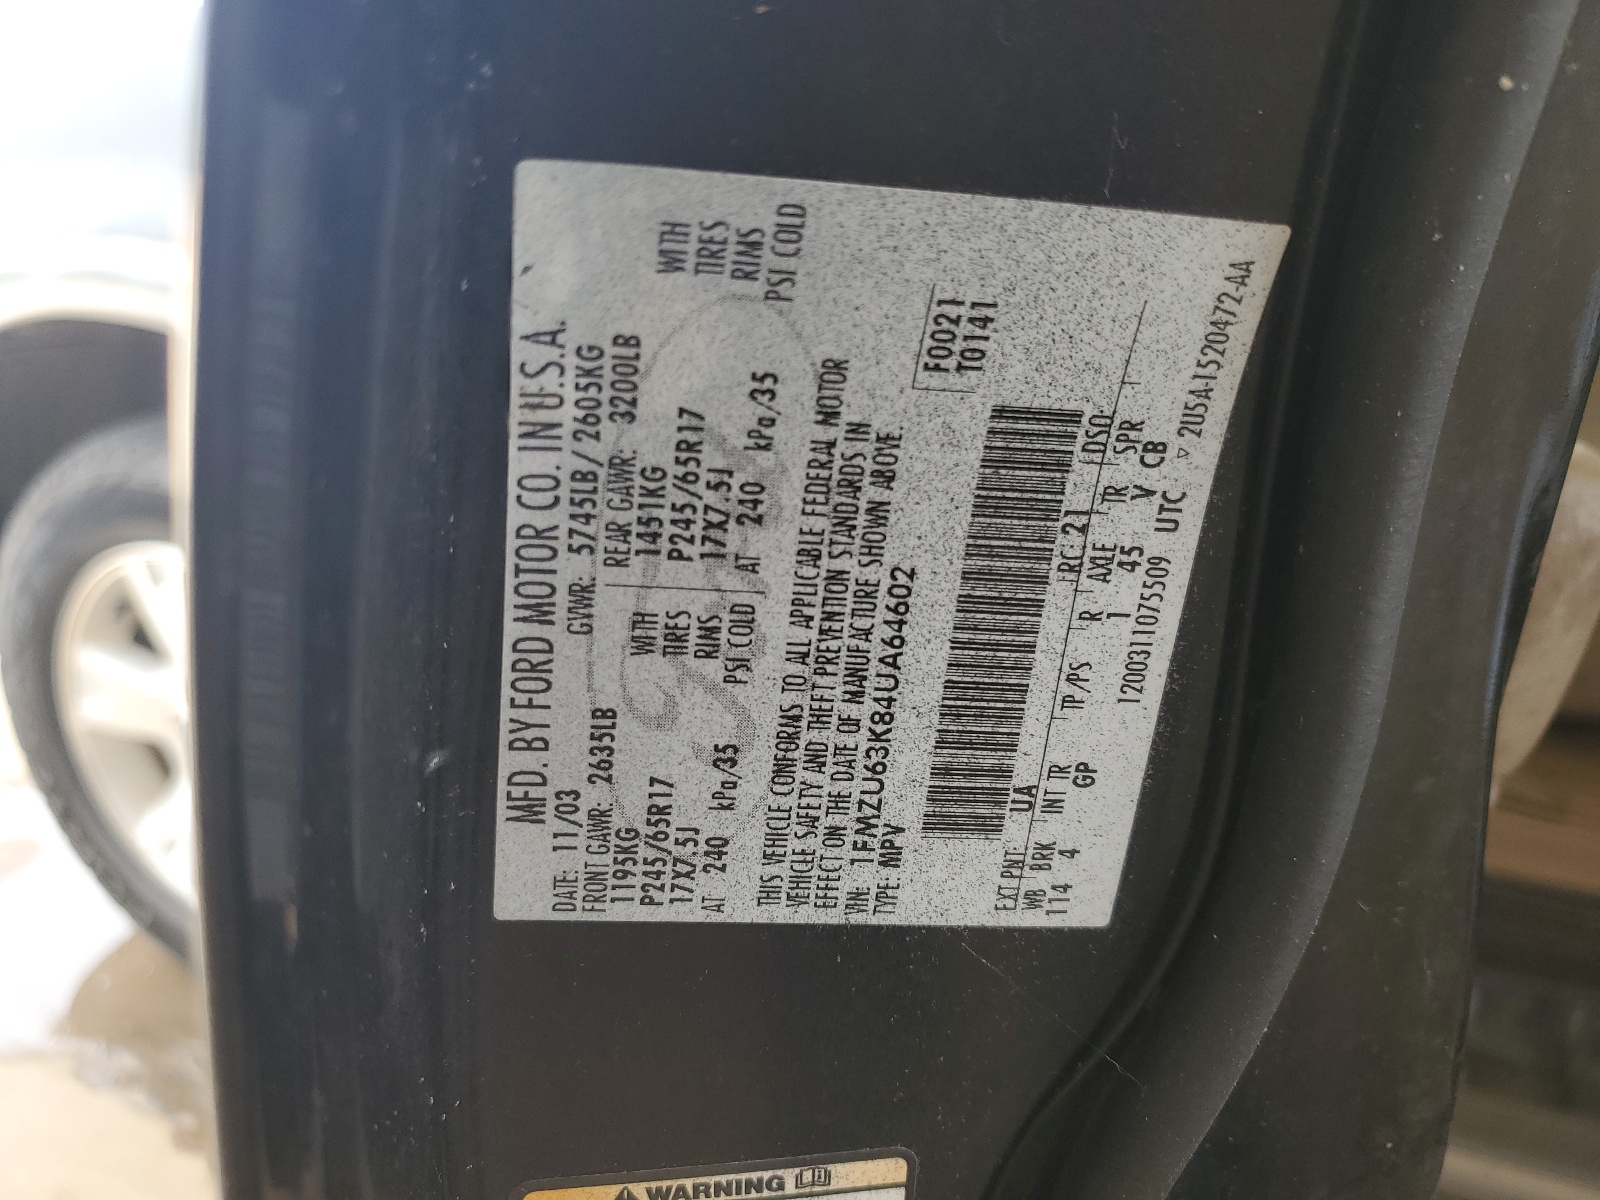 MFD. BY FORD MOTOR CO. IN U.S.A.
DATE: 11/03 GVWR: 5745LB / 2605KG
FRONT GAWR: 2635LB REAR GAWR: 3200LB
1195KG WITH 1451KG WITH
P245/65R17 TIRES P245/65R17 TIRES
17X7.5J RIMS 17X7.5J RIMS
AT 240 kPa/35 PSI COLD AT 240 kPa/35 PSI COLD
THIS VEHICLE CONFORMS TO ALL APPLICABLE FEDERAL MOTOR
VEHICLE SAFETY AND THEFT PREVENTION STANDARDS IN
EFFECT ON THE DATE OF MANUFACTURE SHOWN ABOVE.
VIN: 1FMZU63K84UA64602
TYPE: MPV
F0021
T0141
EXT PNT: UA RC: 21 DSO
WB BRK INT TR TP/PS R AXLE TR SPR
114 4 GP 1 45 V CB
1200311075509 UTC
▽ 2U5A-1520472-AA
WARNING